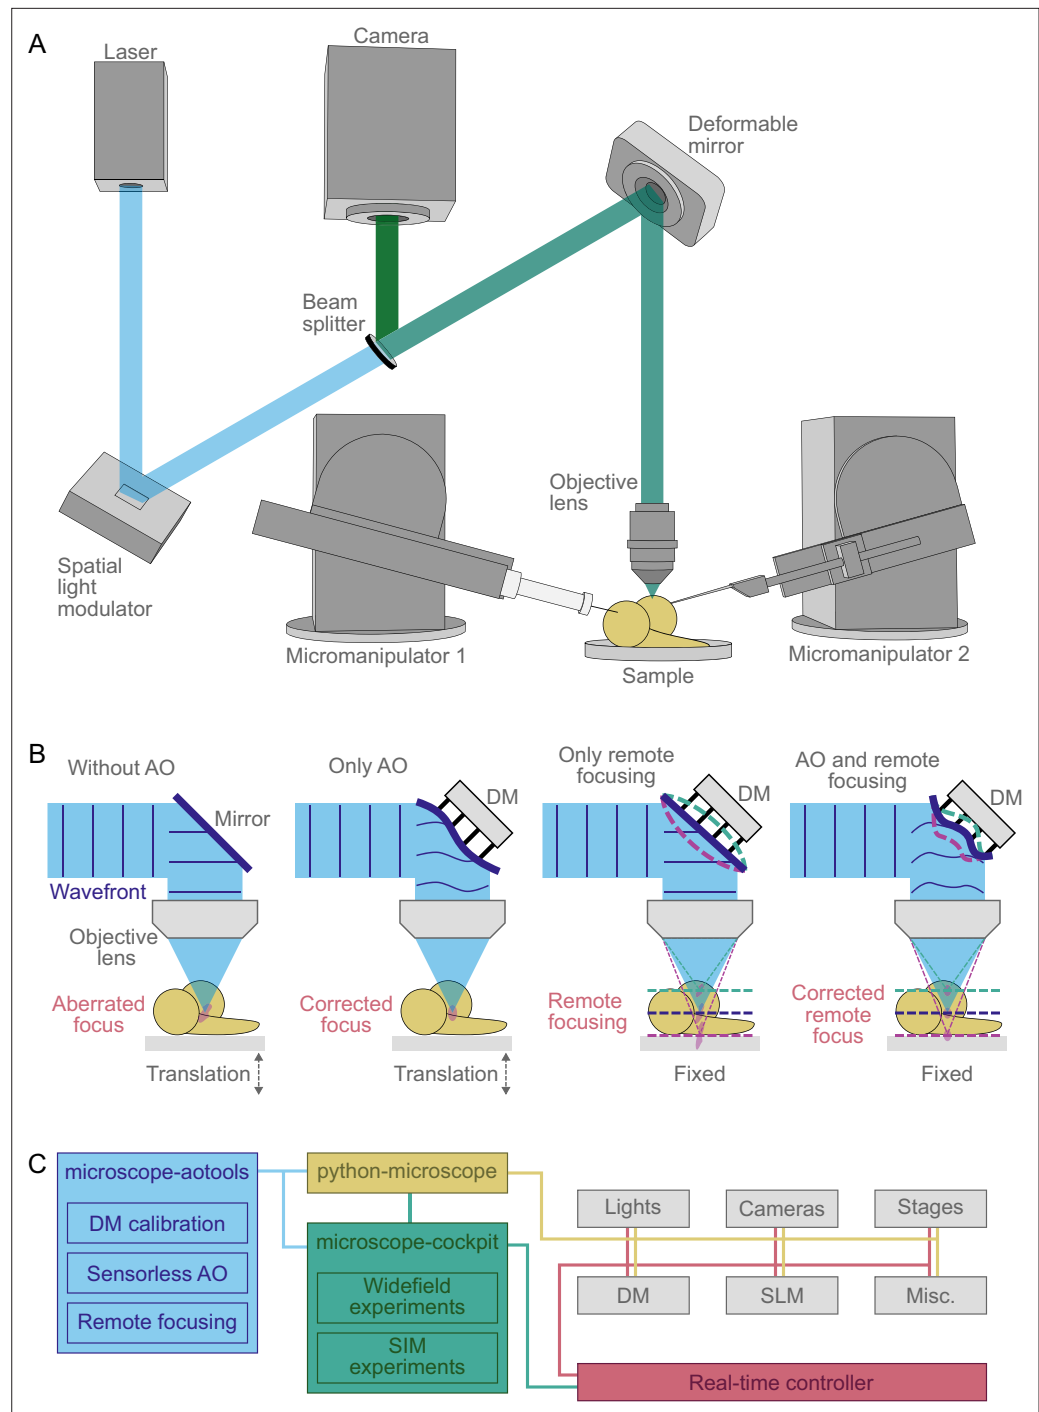 A
Laser
Camera
Deformable
mirror
Beam
splitter
Objective
lens
Spatial
light
modulator
Micromanipulator 1
Micromanipulator 2
Sample
B
Without AO
Only AO
Only remote
focusing
AO and remote
focusing
Mirror
DM
DM
DM
Wavefront
Objective
lens
Aberrated
focus
Corrected
focus
Remote
focusing
Corrected
remote
focus
Translation
Translation
Fixed
Fixed
C
microscope-aotools
DM calibration
Sensorless AO
Remote focusing
python-microscope
microscope-cockpit
Widefield
experiments
SIM
experiments
Lights
Cameras
Stages
DM
SLM
Misc.
Real-time controller